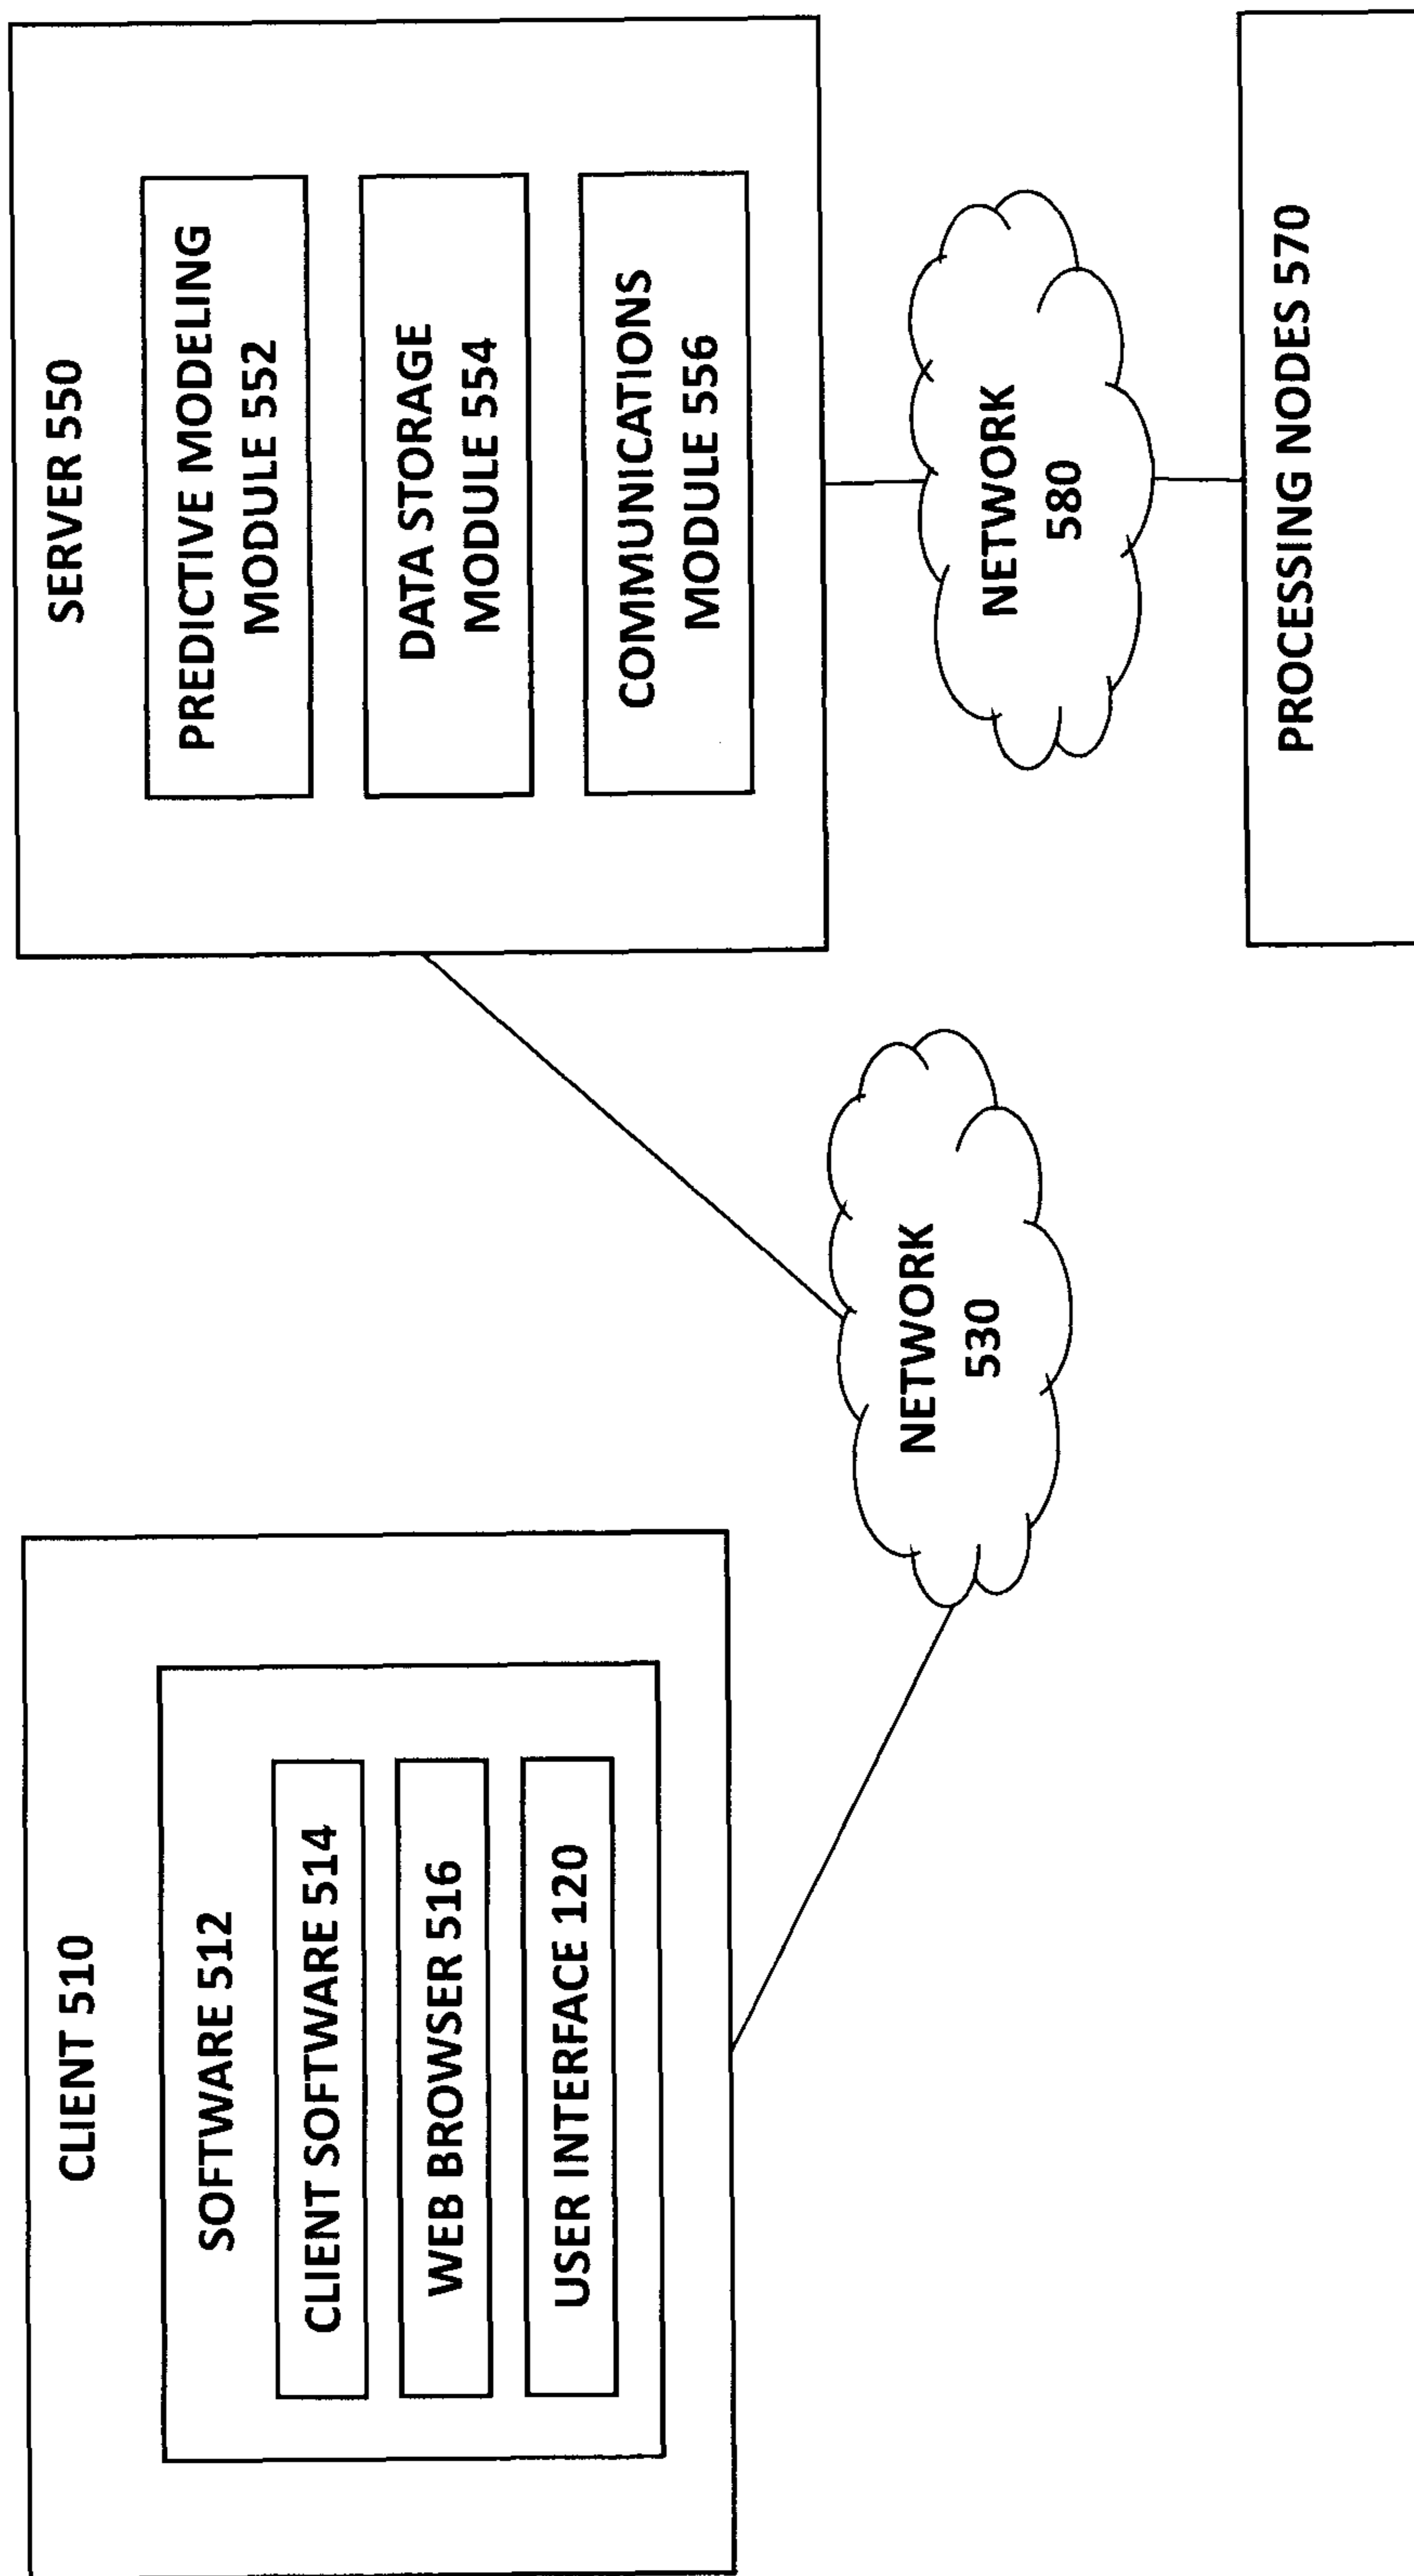 CLIENT 510
SOFTWARE 512
CLIENT SOFTWARE 514
WEB BROWSER 516
USER INTERFACE 120
NETWORK
530
SERVER 550
PREDICTIVE MODELING
MODULE 552
DATA STORAGE
MODULE 554
COMMUNICATIONS
MODULE 556
NETWORK
580
PROCESSING NODES 570